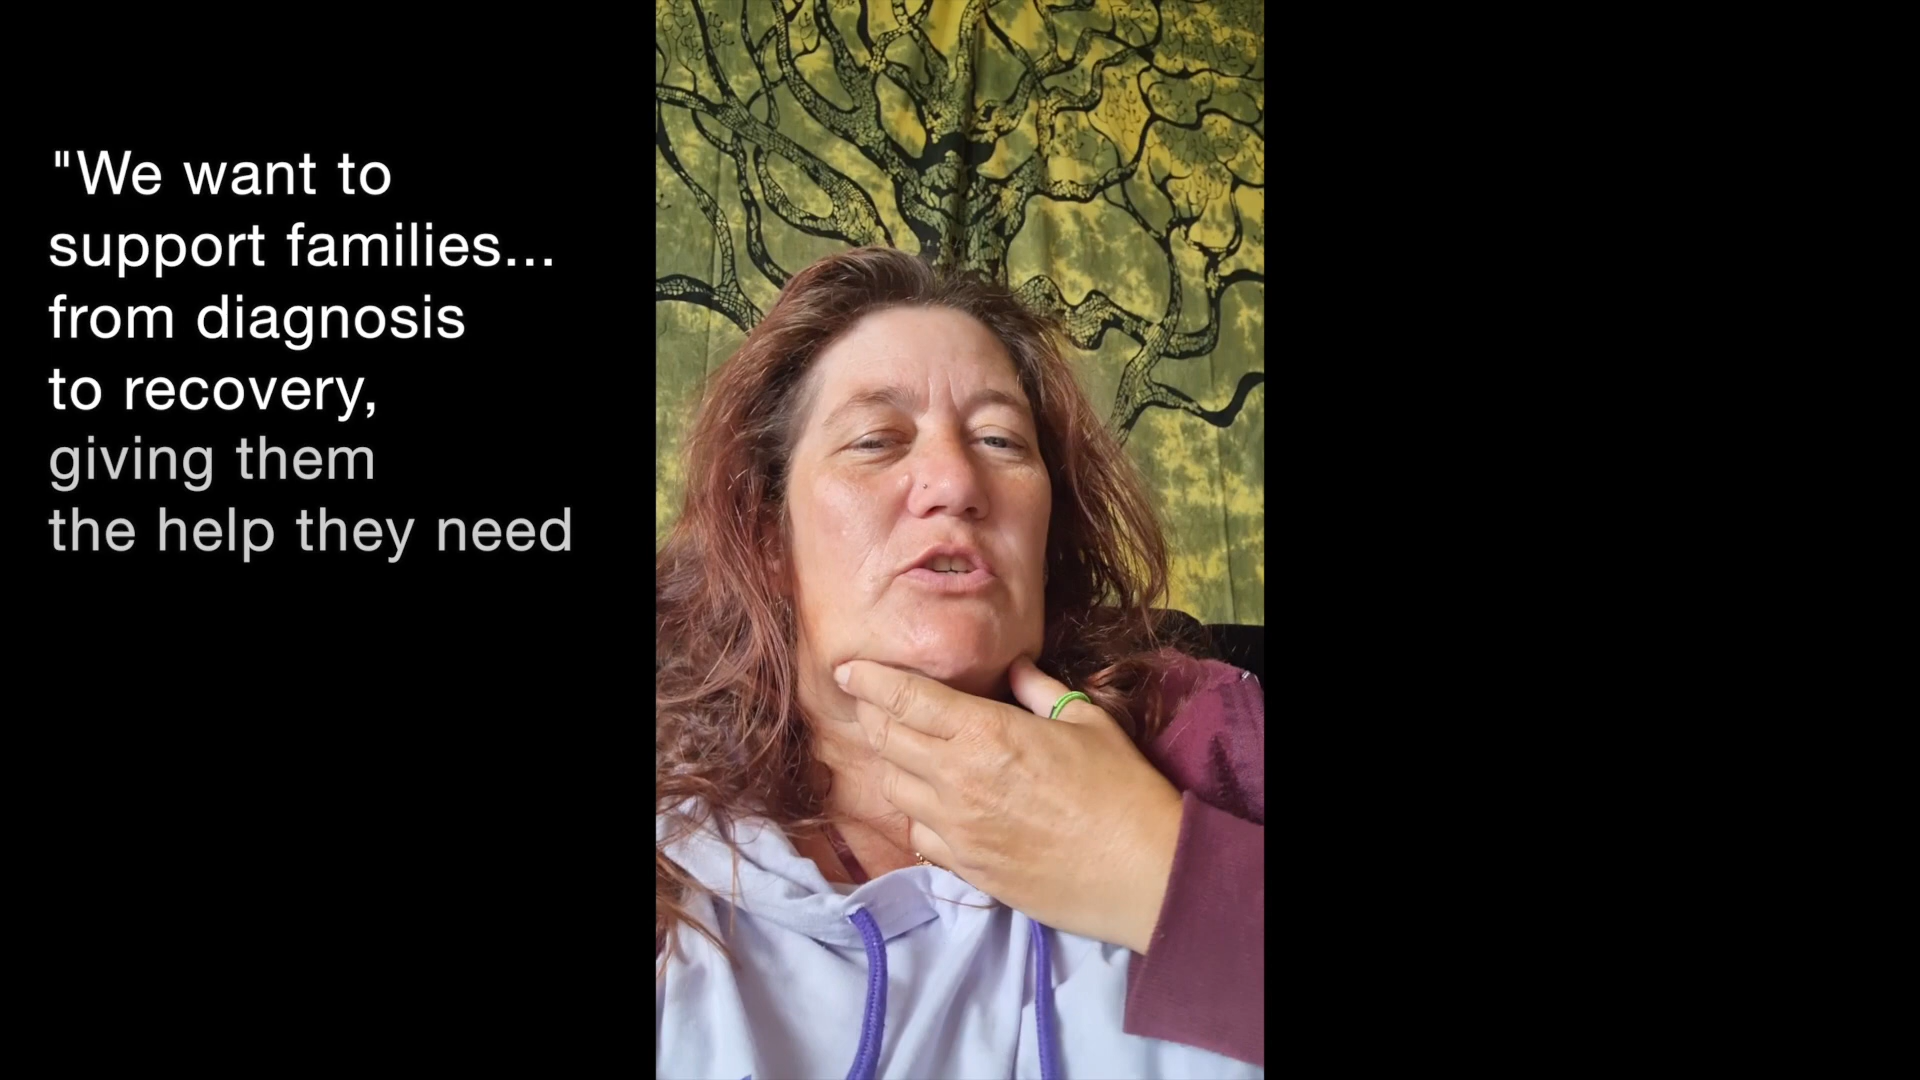 "We want to
support families...
from diagnosis
to recovery,
giving them
the help they need